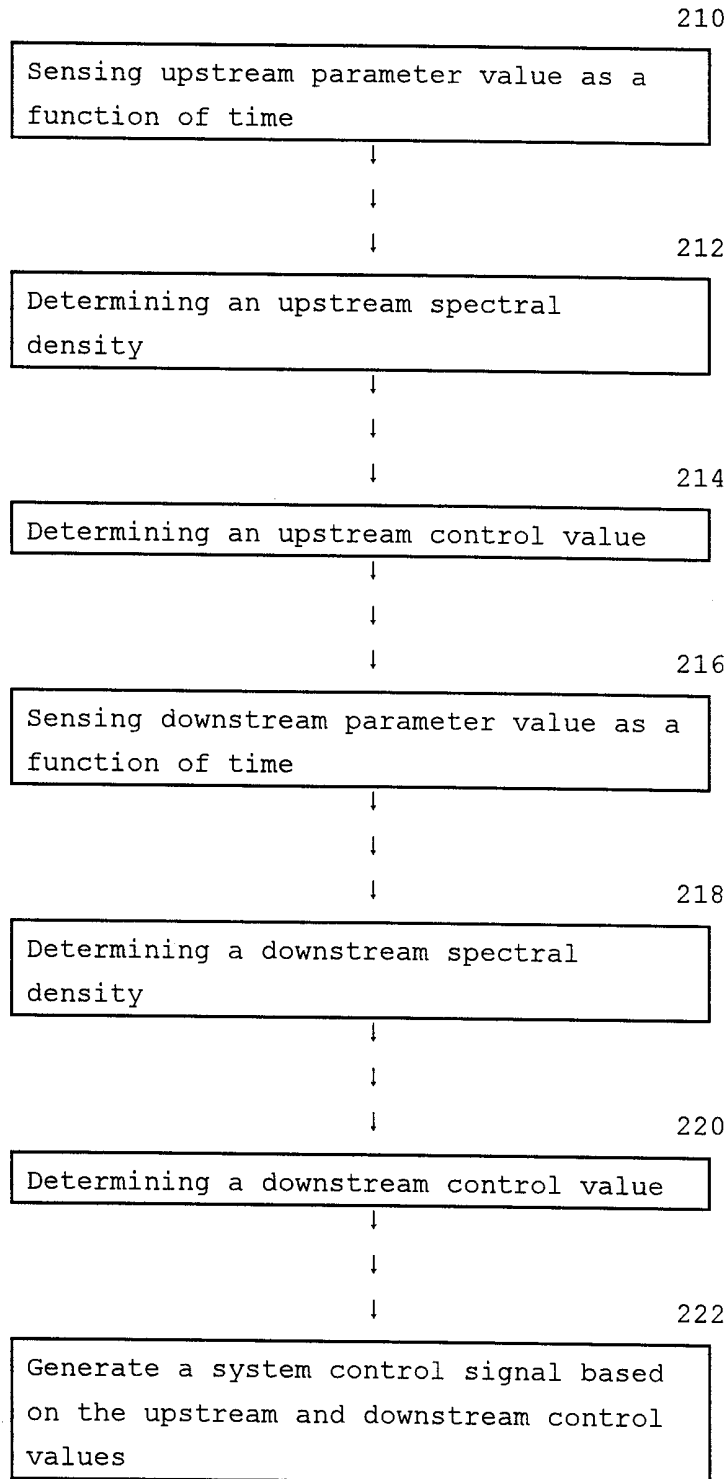 210
Sensing upstream parameter value as a
function of time
↓
↓
↓
212
Determining an upstream spectral
density
↓
↓
↓
214
Determining an upstream control value
↓
↓
↓
216
Sensing downstream parameter value as a
function of time
↓
↓
↓
218
Determining a downstream spectral
density
↓
↓
↓
220
Determining a downstream control value
↓
↓
↓
222
Generate a system control signal based
on the upstream and downstream control
values